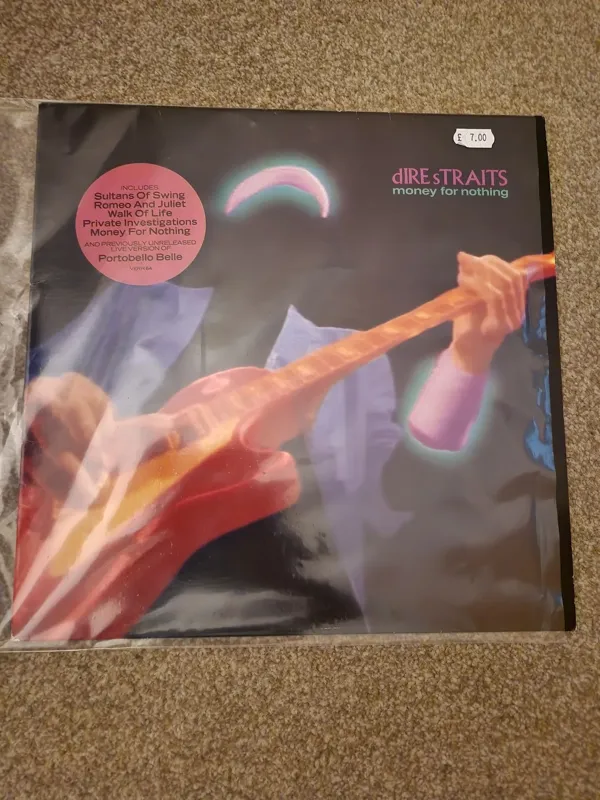 £ 7.00
dIRE sTRAITS
money for nothing
INCLUDES
Sultans Of Swing
Romeo And Juliet
Walk Of Life
Private Investigations
Money For Nothing
AND PREVIOUSLY UNRELEASED
LIVE VERSION OF
Portobello Belle